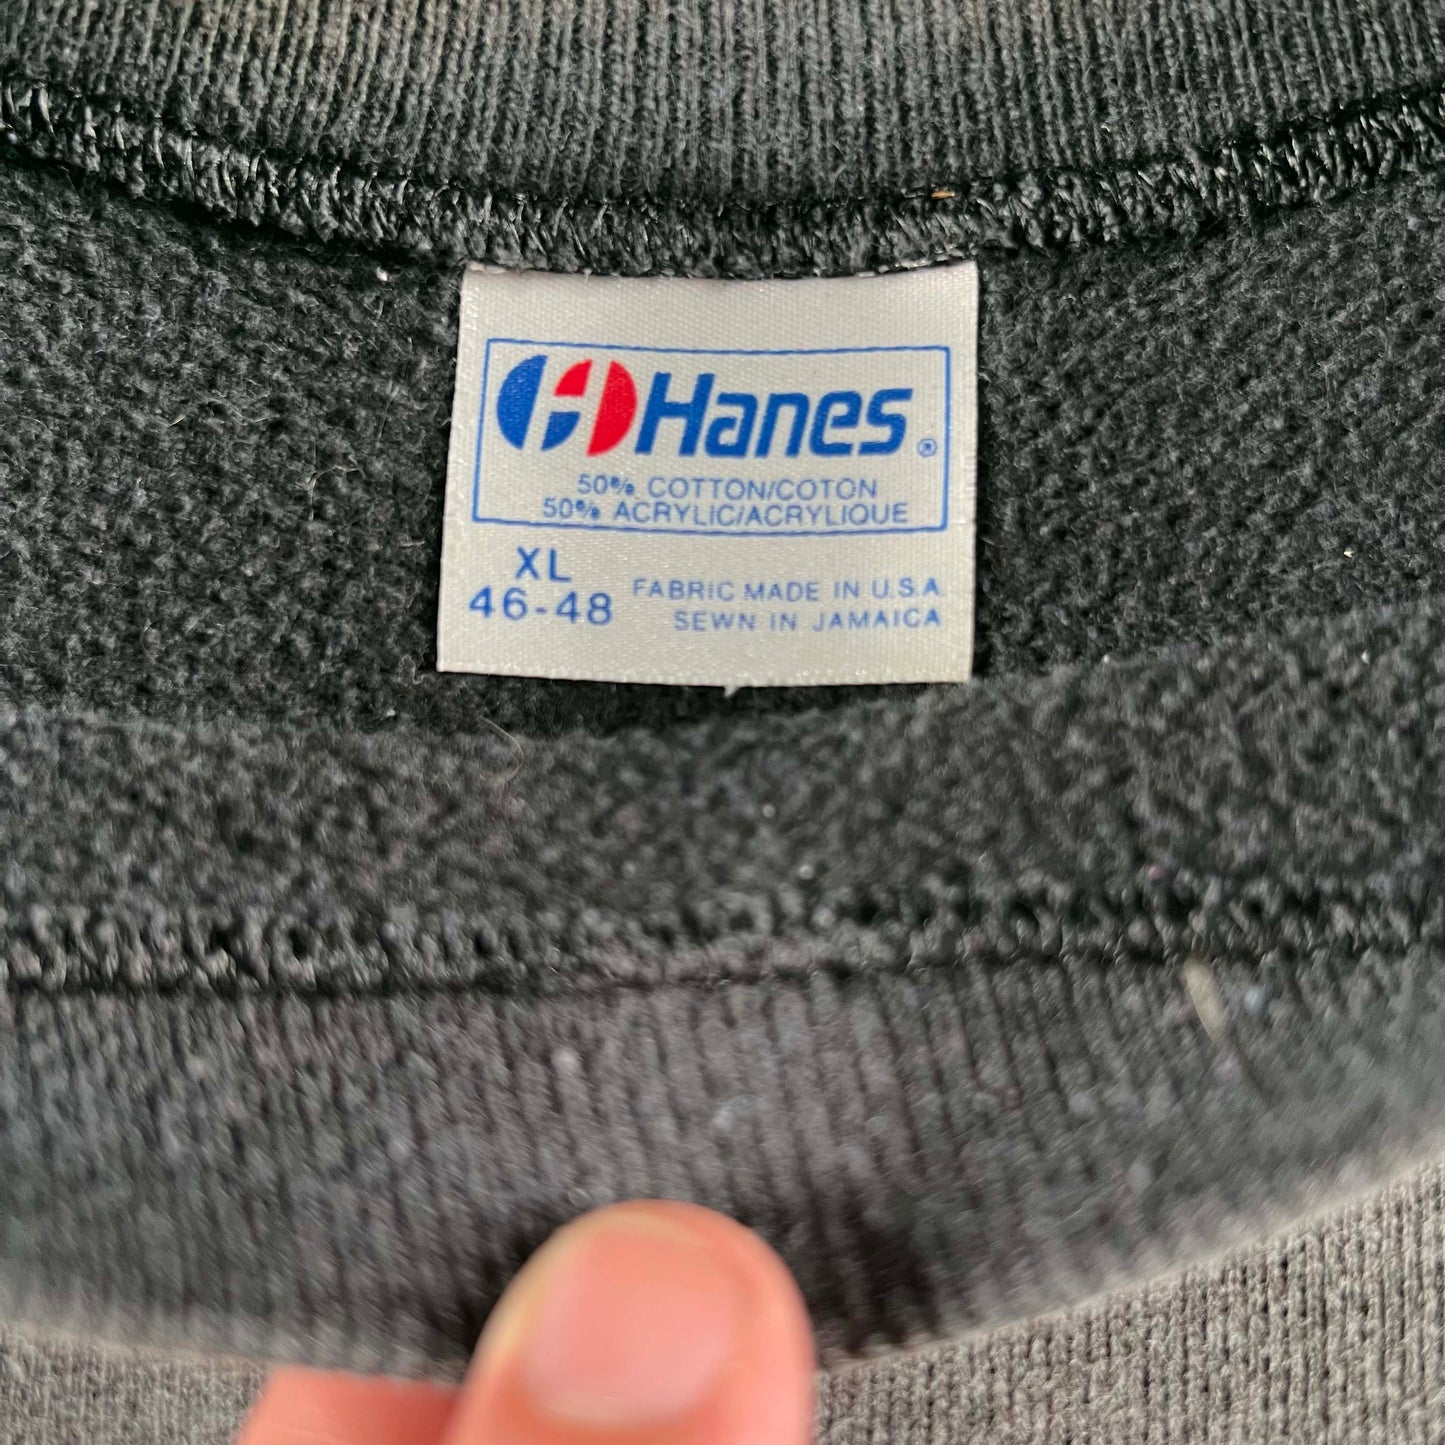 Hanes®
50% COTTON/COTON
50% ACRYLIC/ACRYLIQUE
XL
46-48
FABRIC MADE IN U.S.A.
SEWN IN JAMAICA